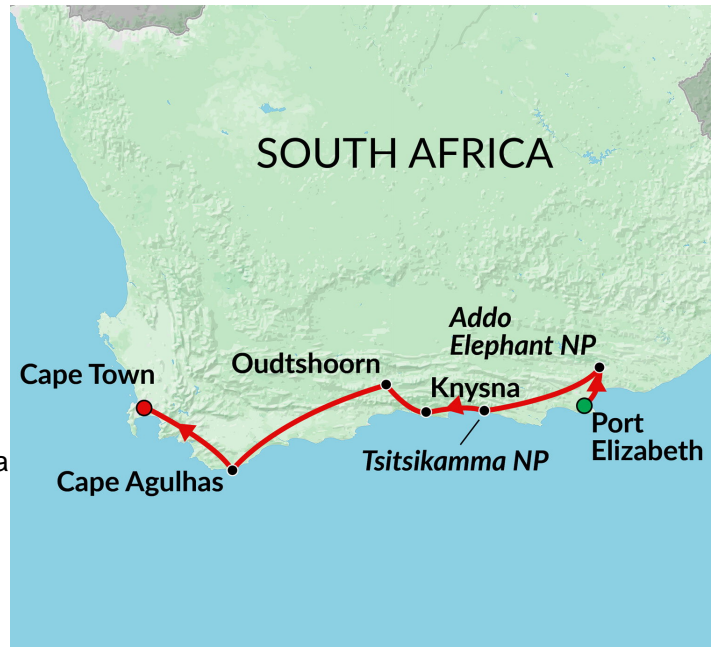 SOUTH AFRICA
Addo
Elephant NP
Oudtshoorn
Cape Town
Knysna
Port
Elizabeth
Tsitsikamma NP
a
Cape Agulhas